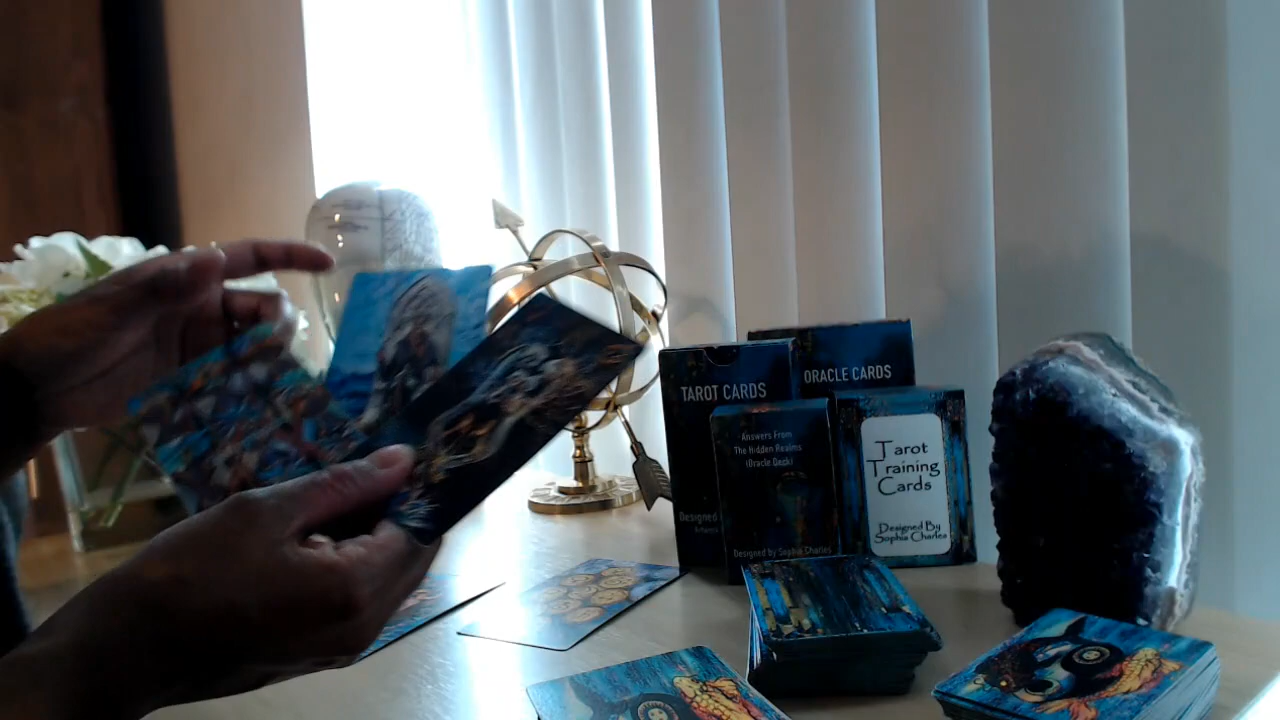 TAROT CARDS
Designed
ORACLE CARDS
Answers From
The Hidden Realms
(Oracle Deck)
Designed by Sophia Charles
Tarot
Training
Cards
Designed By
Sophia Charles